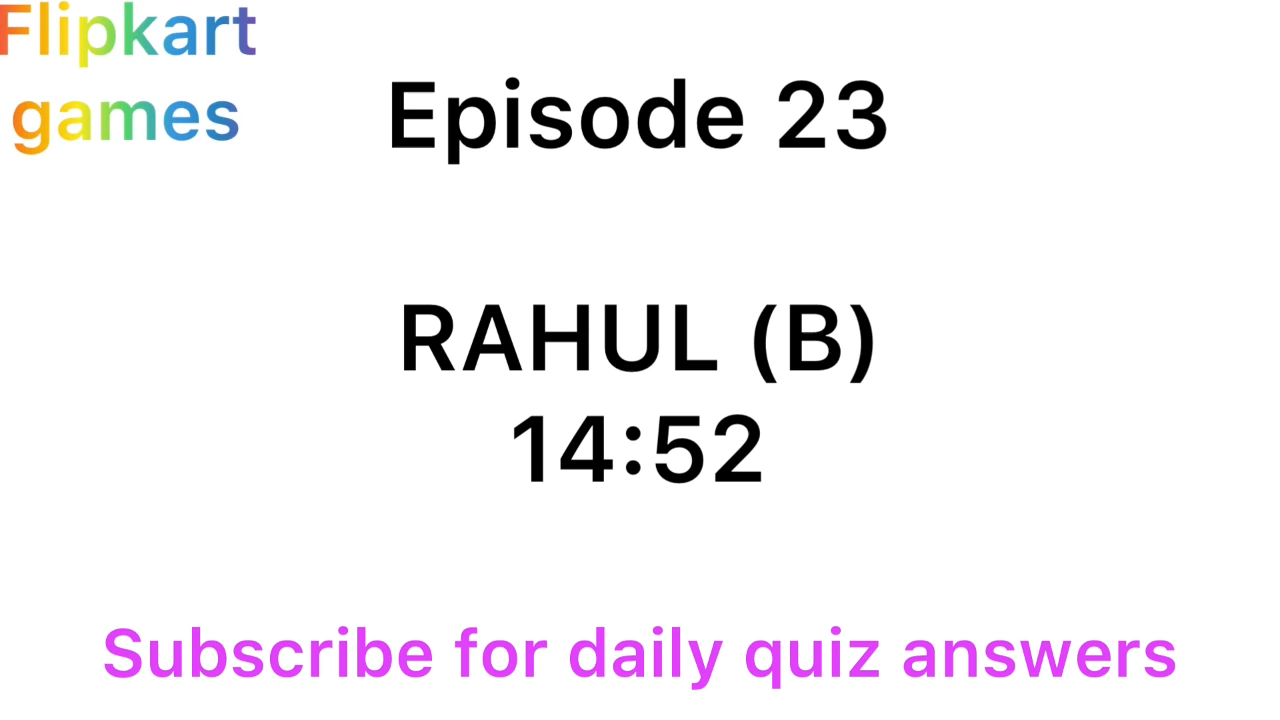 Flipkart
games
Episode 23
RAHUL (B)
14:52
Subscribe for daily quiz answers